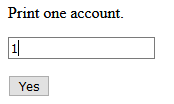 Print one account.
1
Yes